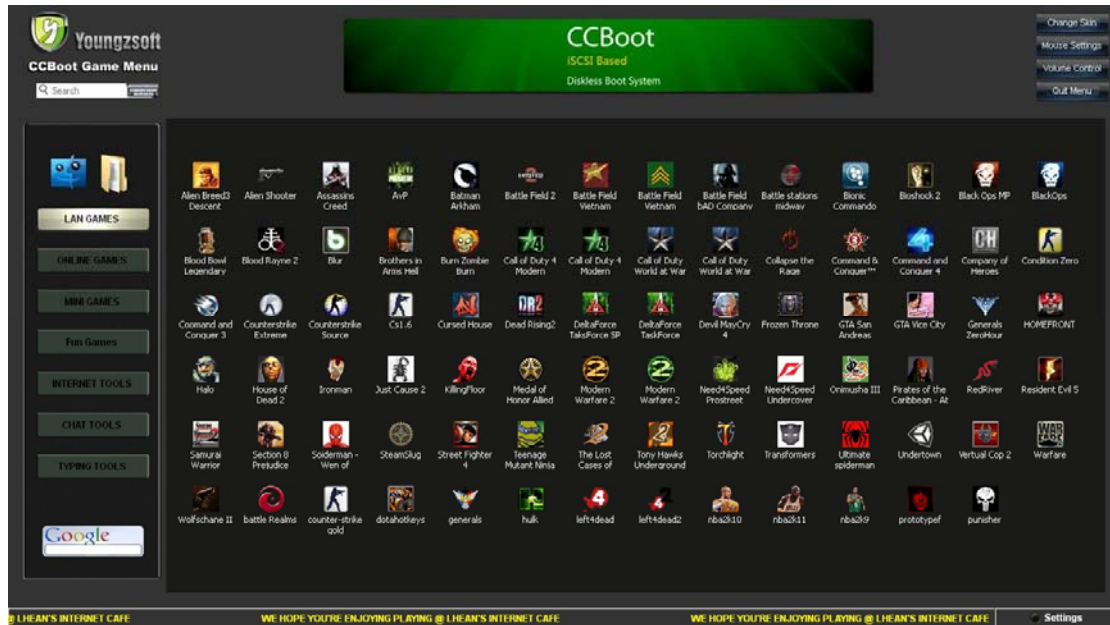 Youngzsoft
CCBoot Game Menu
Search
CCBoot
iSCSI Based
Diskless Boot System
Change Skin
Mouse Settings
Volume Control
Quit Menu
LAN GAMES
ONLINE GAMES
MINI GAMES
Fun Games
INTERNET TOOLS
CHAT TOOLS
TYPING TOOLS
Google
Alien Breed3 Descent
Alien Shooter
Assassins Creed
AvP
Batman Arkham
Battle Field 2
Battle Field Vietnam
Battle Field Vietnam
Battle Field bAD Company
Battle stations midway
Bionic Commando
Bioshock 2
Black Ops MP
BlackOps
Blood Bowl Legendary
Blood Rayne 2
Blur
Brothers in Arms Hell
Burn Zombie Burn
Call of Duty 4 Modern
Call of Duty 4 Modern
Call of Duty World at War
Call of Duty World at War
Collapse the Rage
Command & Conquer™
Command and Conquer 4
Company of Heroes
Condition Zero
Coomand and Conquer 3
Counterstrike Extreme
Counterstrike Source
Cs1.6
Cursed House
Dead Rising2
DeltaForce TaksForce SP
DeltaForce TaskForce
Devil MayCry 4
Frozen Throne
GTA San Andreas
GTA Vice City
Generals ZeroHour
HOMEFRONT
Halo
House of Dead 2
Ironman
Just Cause 2
KillingFloor
Medal of Honor Allied
Modern Warfare 2
Modern Warfare 2
Need4Speed Prostreet
Need4Speed Undercover
Onimusha III
Pirates of the Caribbean - At
RedRiver
Resident Evil 5
Samurai Warrior
Section 8 Prejudice
Soiderman - Wen of
SteamSlug
Street Fighter 4
Teenage Mutant Ninja
The Lost Cases of
Tony Hawks Underground
Torchlight
Transformers
Ultimate spiderman
Undertown
Vertual Cop 2
Warfare
Wolfschane II
battle Realms
counter-strike gold
dotahotkeys
generals
hulk
left4dead
left4dead2
nba2k10
nba2k11
nba2k9
prototypef
punisher
@ LHEAN'S INTERNET CAFE
WE HOPE YOU'RE ENJOYING PLAYING @ LHEAN'S INTERNET CAFE
WE HOPE YOU'RE ENJOYING PLAYING @ LHEAN'S INTERNET CAFE
Settings